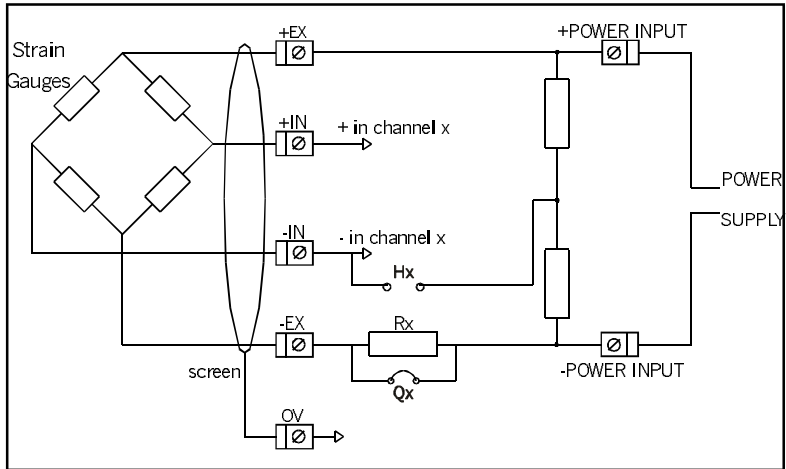 +EX
+POWER INPUT
Strain
Gauges
+IN
+ in channel x
POWER
SUPPLY
-IN
- in channel x
Hx
-EX
Rx
screen
Qx
-POWER INPUT
OV